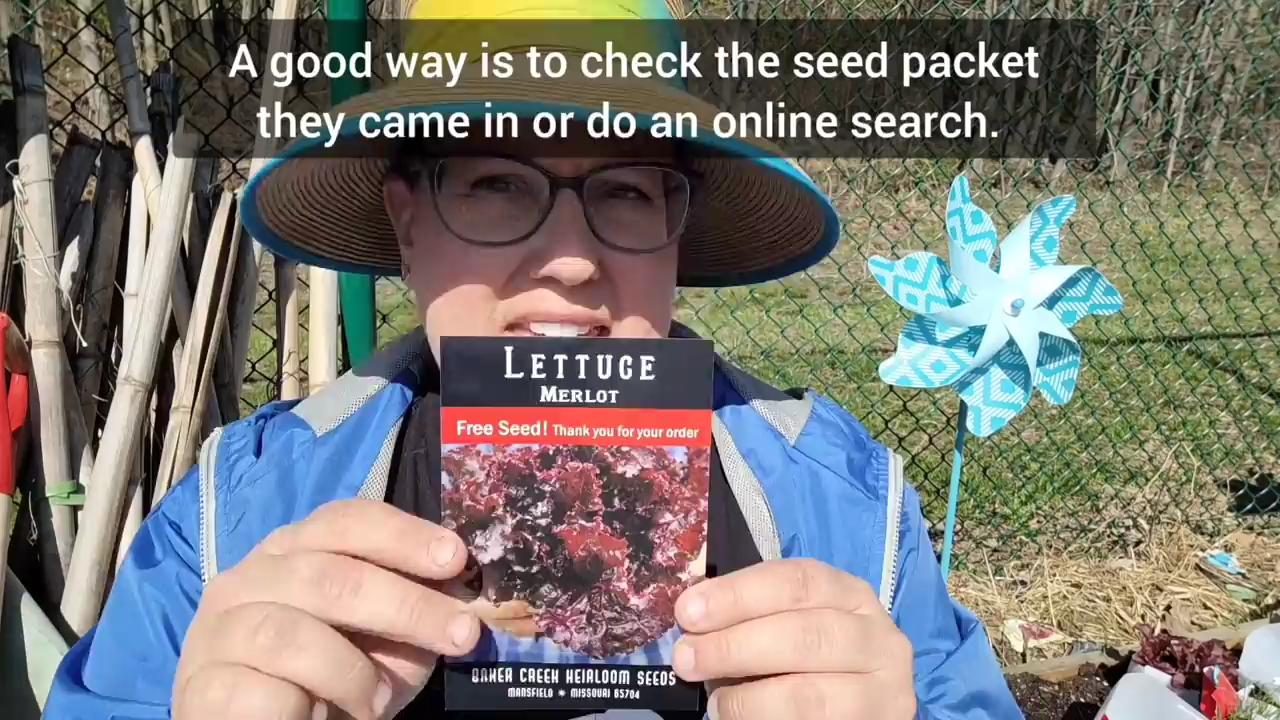 A good way is to check the seed packet
they came in or do an online search.
LETTUCE
MERLOT
Free Seed! Thank you for your order
BAKER CREEK HEIRLOOM SEEDS
MANSFIELD * MISSOURI 65704